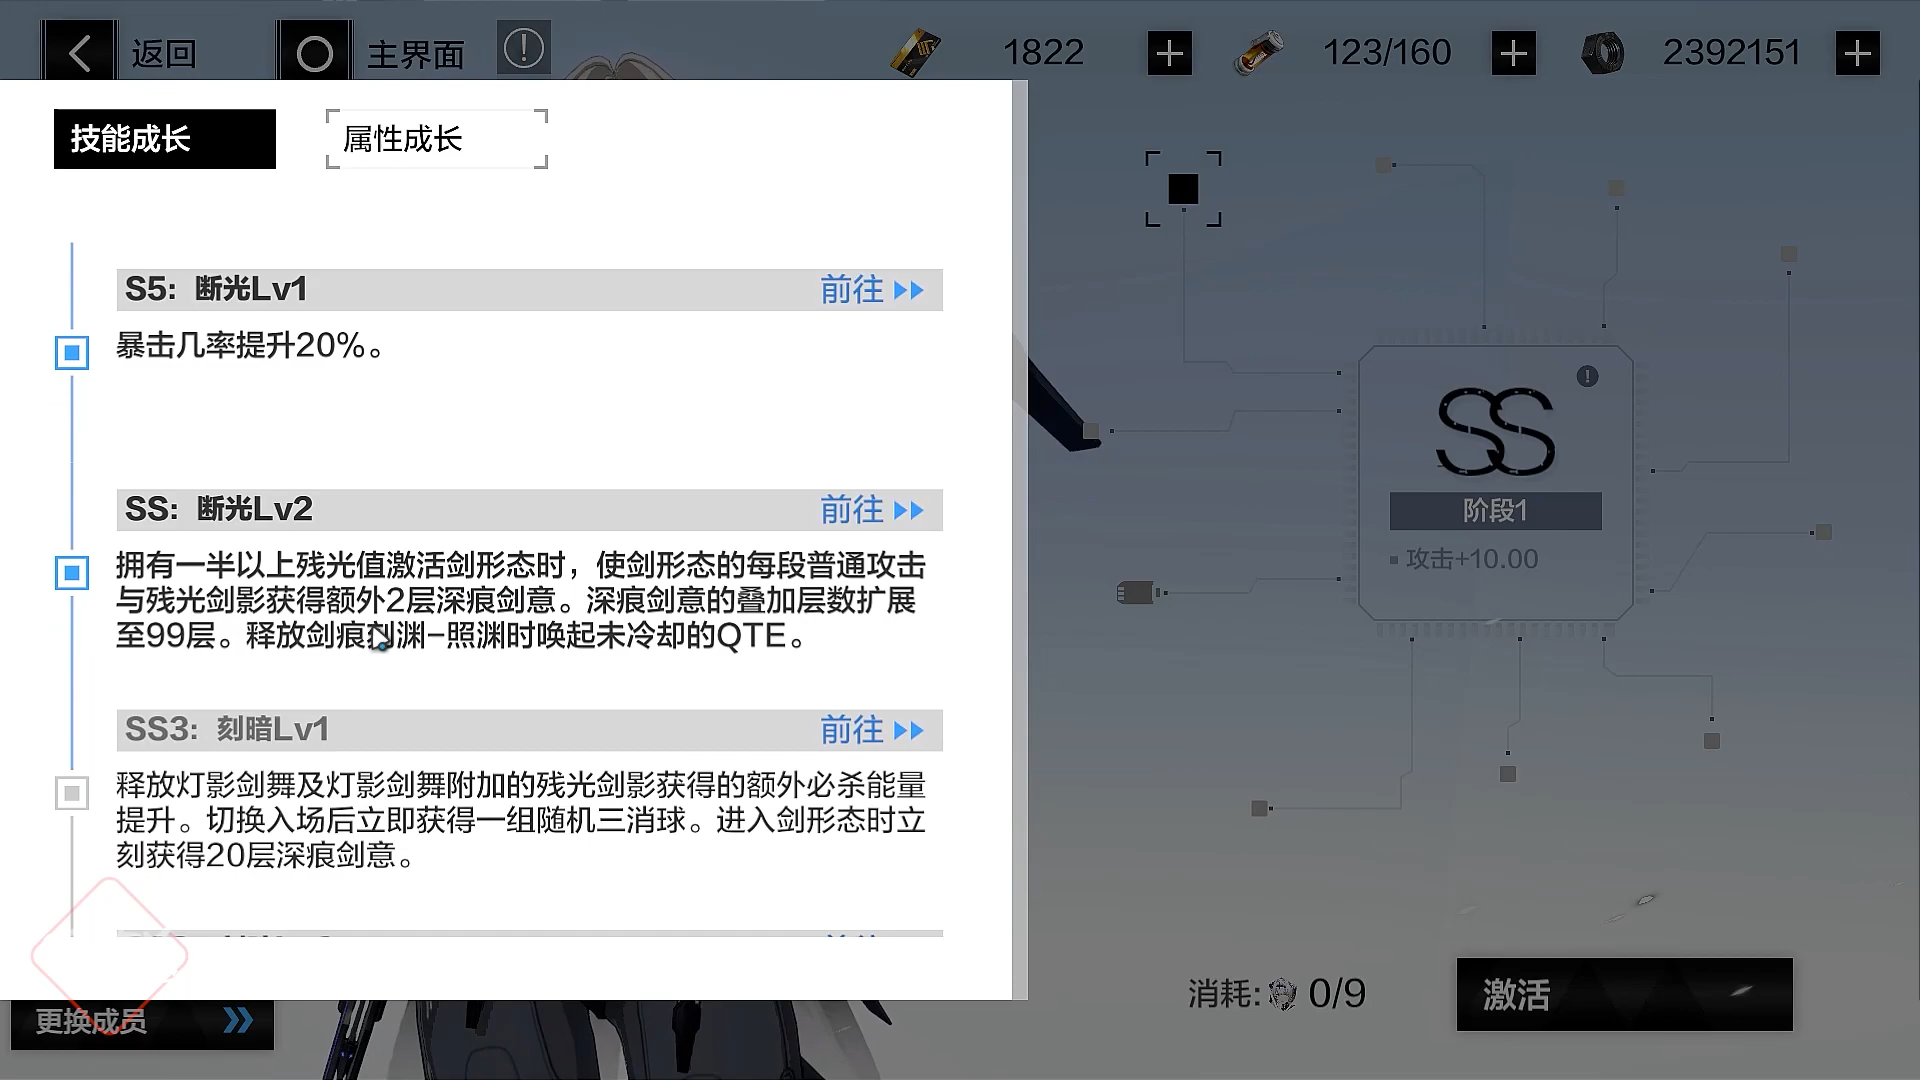 返回
主界面
1822
123/160
2392151
技能成长
属性成长
S5: 断光Lv1
前往
暴击几率提升20%。
SS: 断光Lv2
前往
拥有一半以上残光值激活剑形态时，使剑形态的每段普通攻击
与残光剑影获得额外2层深痕剑意。深痕剑意的叠加层数扩展
至99层。释放剑痕刻渊-照渊时唤起未冷却的QTE。
SS3: 刻暗Lv1
前往
释放灯影剑舞及灯影剑舞附加的残光剑影获得的额外必杀能量
提升。切换入场后立即获得一组随机三消球。进入剑形态时立
刻获得20层深痕剑意。
SS
阶段1
攻击+10.00
消耗: 0/9
激活
更换成员